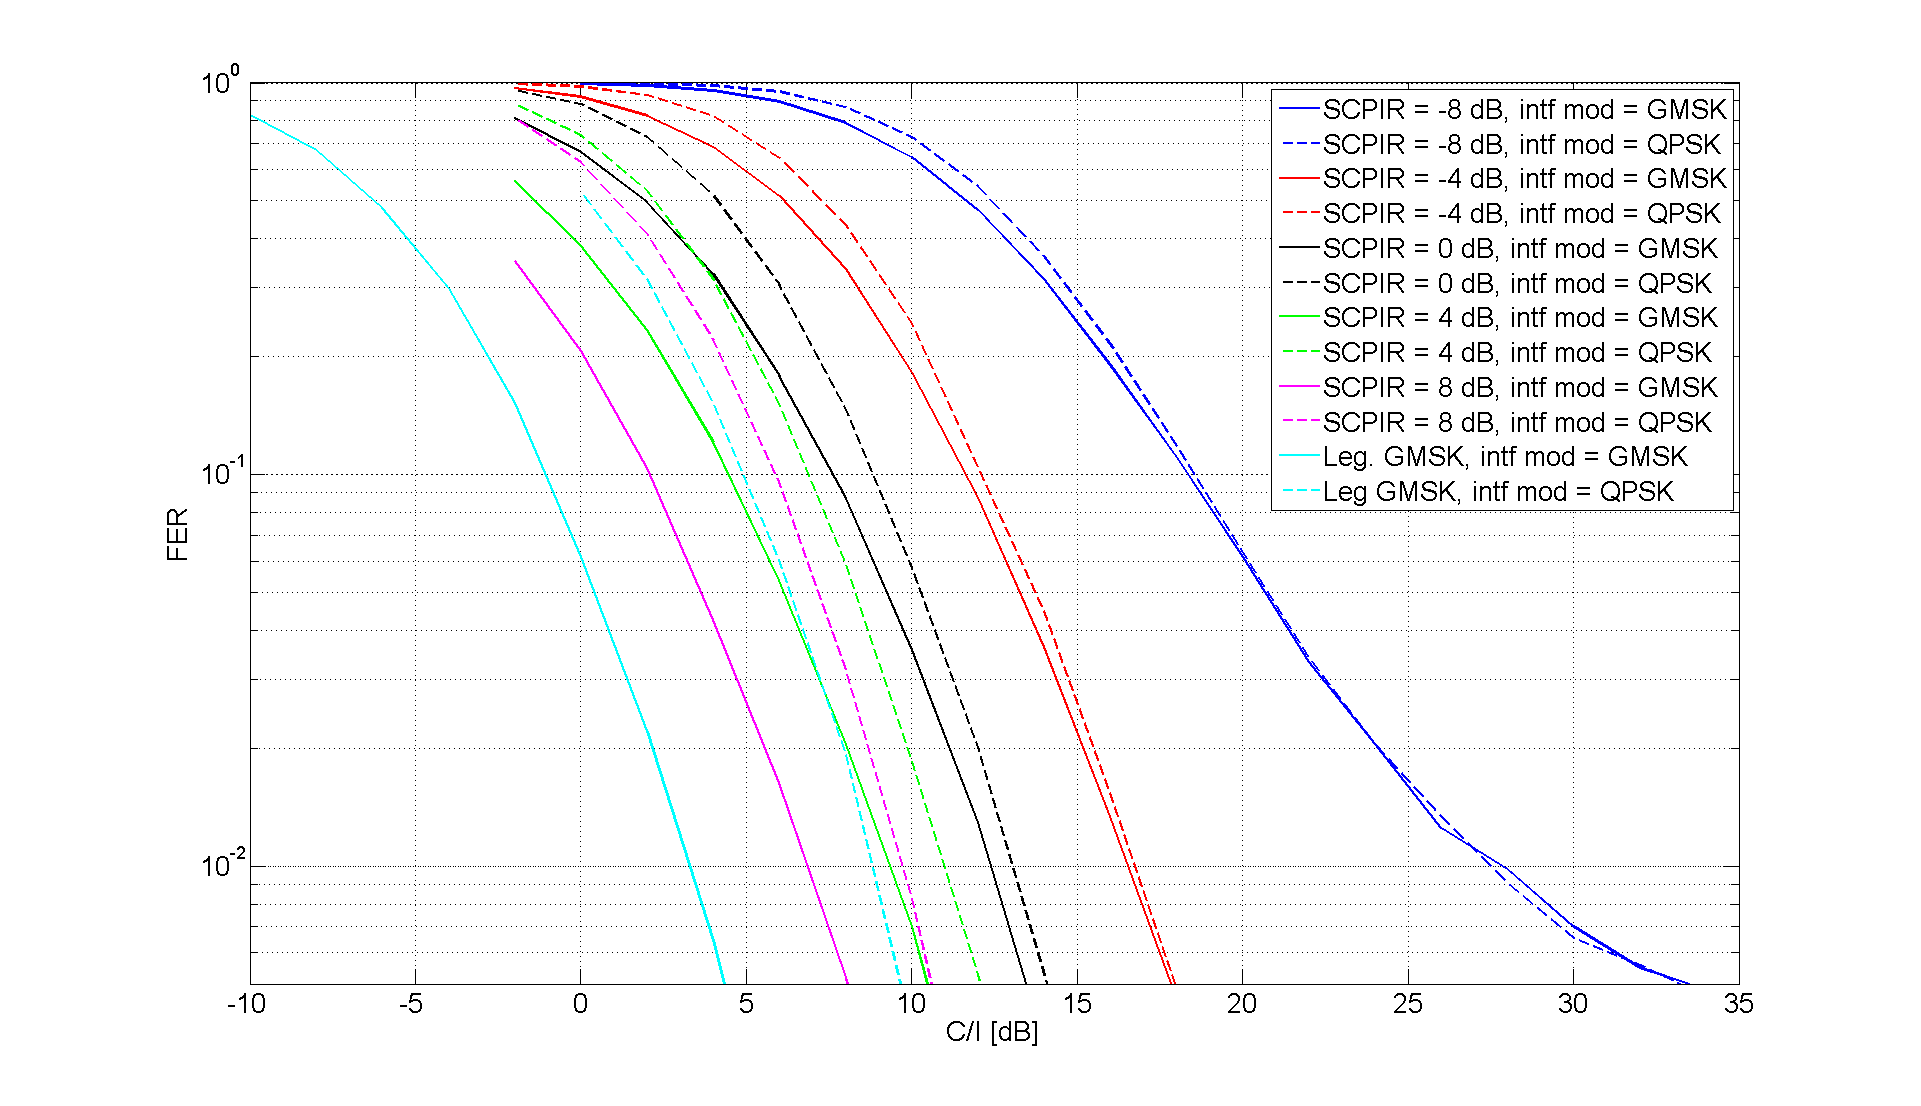 10^0
10^-1
10^-2
FER
-10 -5 0 5 10 15 20 25 30 35
C/I [dB]
SCPIR = -8 dB, intf mod = GMSK
SCPIR = -8 dB, intf mod = QPSK
SCPIR = -4 dB, intf mod = GMSK
SCPIR = -4 dB, intf mod = QPSK
SCPIR = 0 dB, intf mod = GMSK
SCPIR = 0 dB, intf mod = QPSK
SCPIR = 4 dB, intf mod = GMSK
SCPIR = 4 dB, intf mod = QPSK
SCPIR = 8 dB, intf mod = GMSK
SCPIR = 8 dB, intf mod = QPSK
Leg. GMSK, intf mod = GMSK
Leg GMSK, intf mod = QPSK